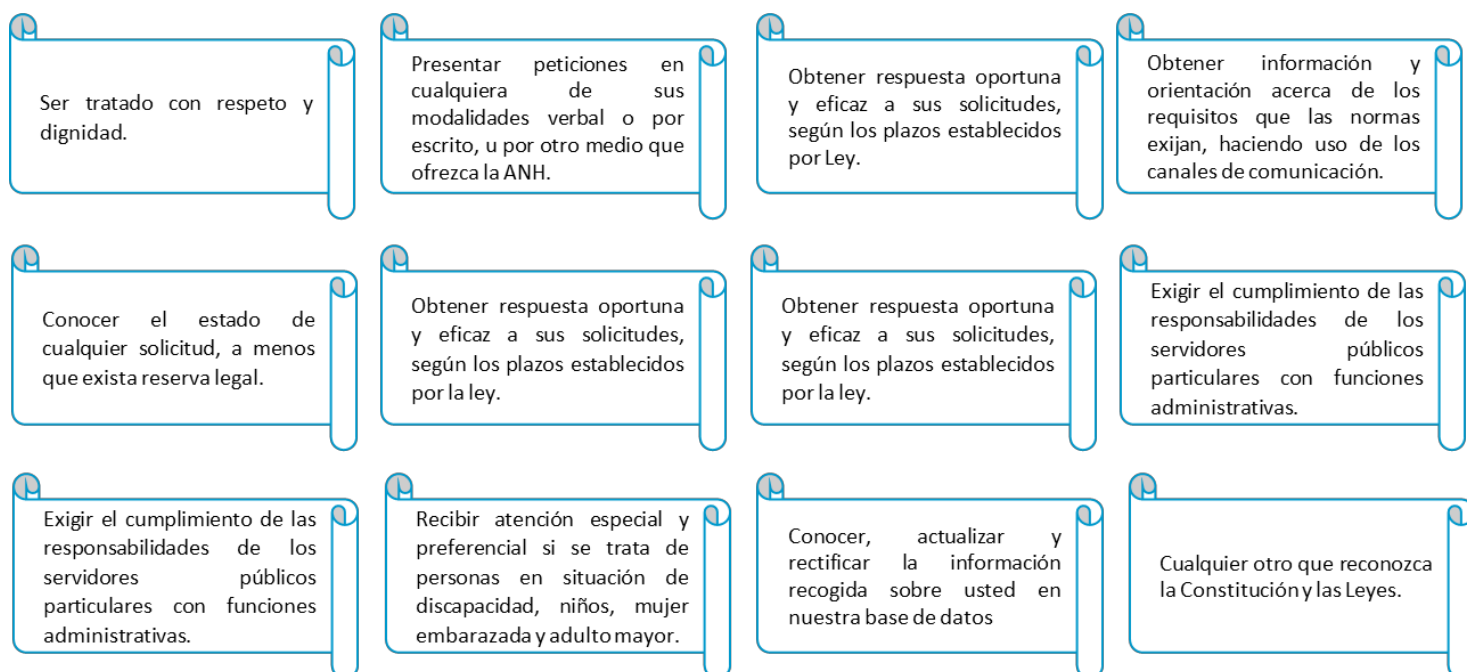 Ser tratado con respeto y
dignidad.
Presentar peticiones en
cualquiera de sus
modalidades verbal o por
escrito, u por otro medio que
ofrezca la ANH.
Obtener respuesta oportuna
y eficaz a sus solicitudes,
según los plazos establecidos
por Ley.
Obtener información y
orientación acerca de los
requisitos que las normas
exijan, haciendo uso de los
canales de comunicación.
Conocer el estado de
cualquier solicitud, a menos
que exista reserva legal.
Obtener respuesta oportuna
y eficaz a sus solicitudes,
según los plazos establecidos
por la ley.
Obtener respuesta oportuna
y eficaz a sus solicitudes,
según los plazos establecidos
por la ley.
Exigir el cumplimiento de las
responsabilidades de los
servidores públicos
particulares con funciones
administrativas.
Exigir el cumplimiento de las
responsabilidades de los
servidores públicos
particulares con funciones
administrativas.
Recibir atención especial y
preferencial si se trata de
personas en situación de
discapacidad, niños, mujer
embarazada y adulto mayor.
Conocer, actualizar y
rectificar la información
recogida sobre usted en
nuestra base de datos
Cualquier otro que reconozca
la Constitución y las Leyes.